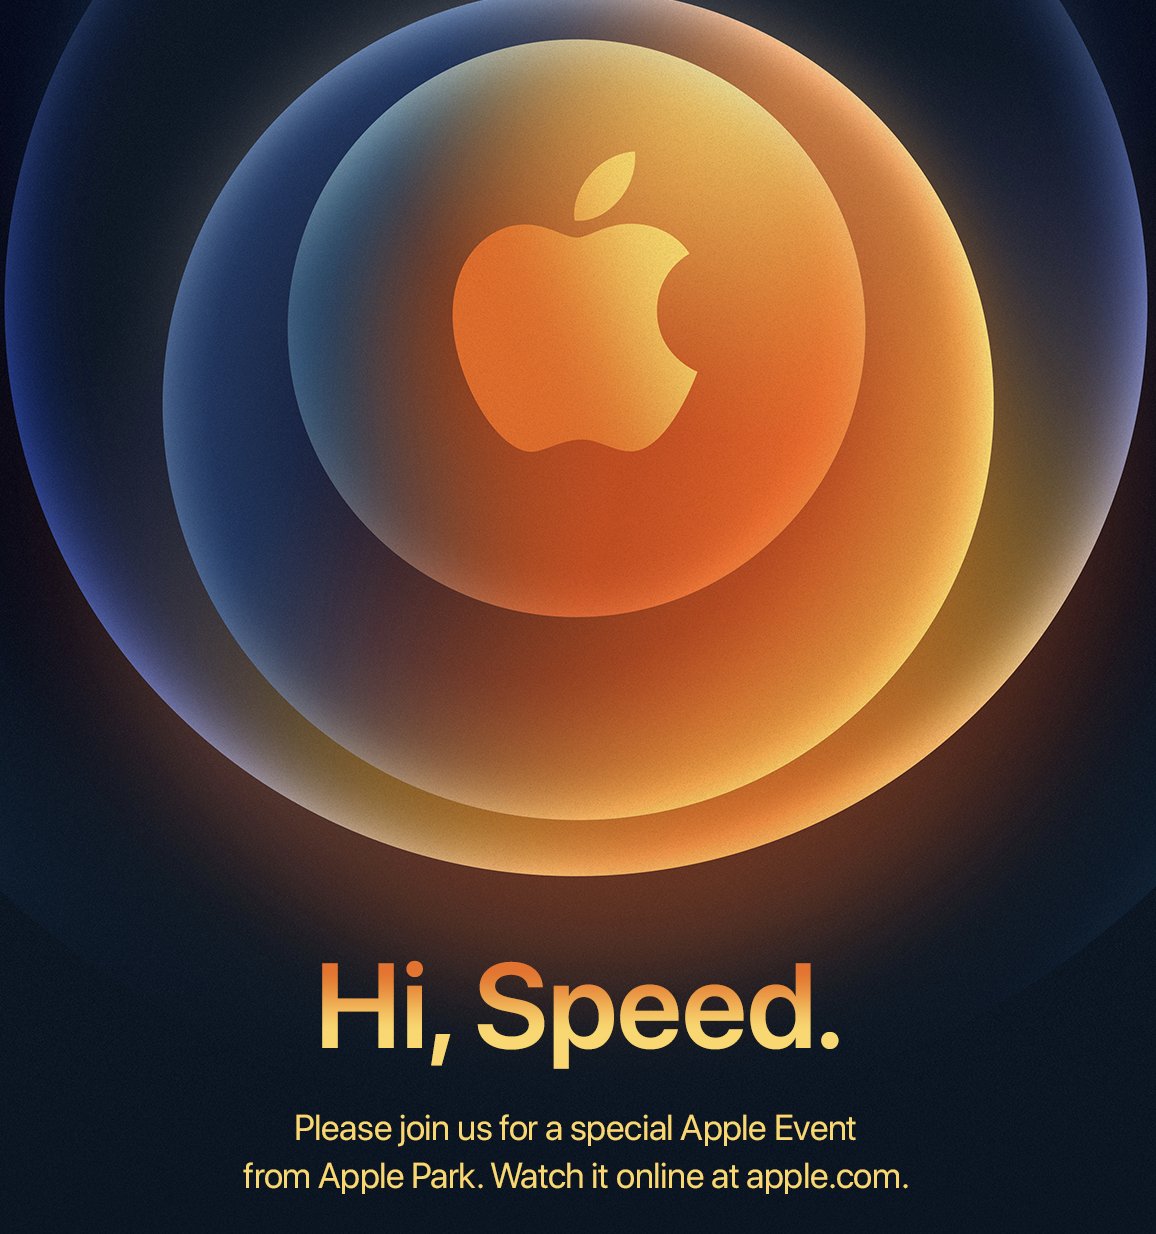 Hi, Speed.
Please join us for a special Apple Event
from Apple Park. Watch it online at apple.com.